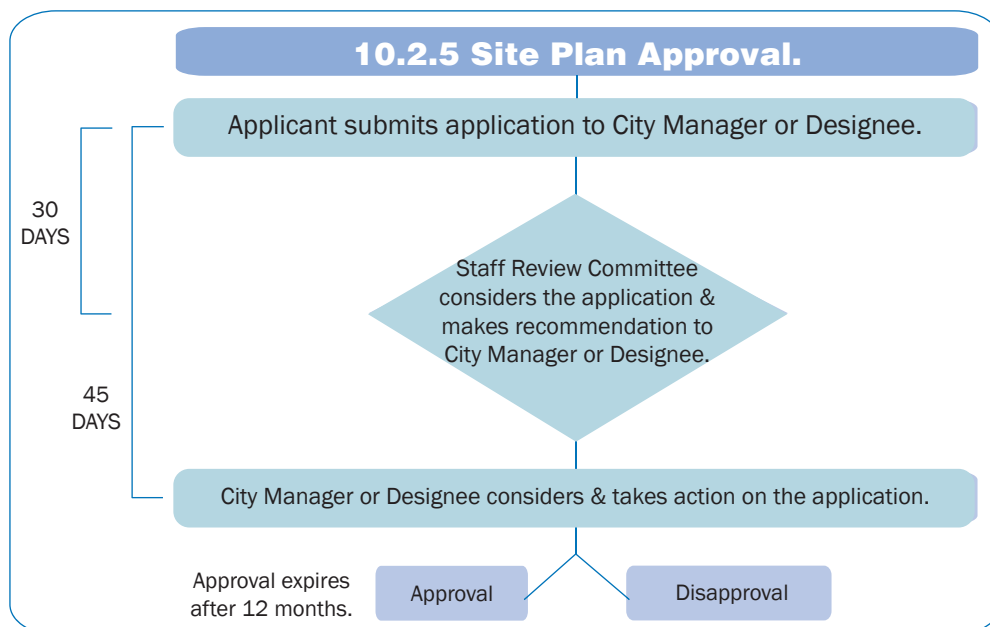 10.2.5 Site Plan Approval.
Applicant submits application to City Manager or Designee.
30
DAYS
Staff Review Committee
considers the application &
makes recommendation to
City Manager or Designee.
45
DAYS
City Manager or Designee considers & takes action on the application.
Approval expires
after 12 months.
Approval
Disapproval